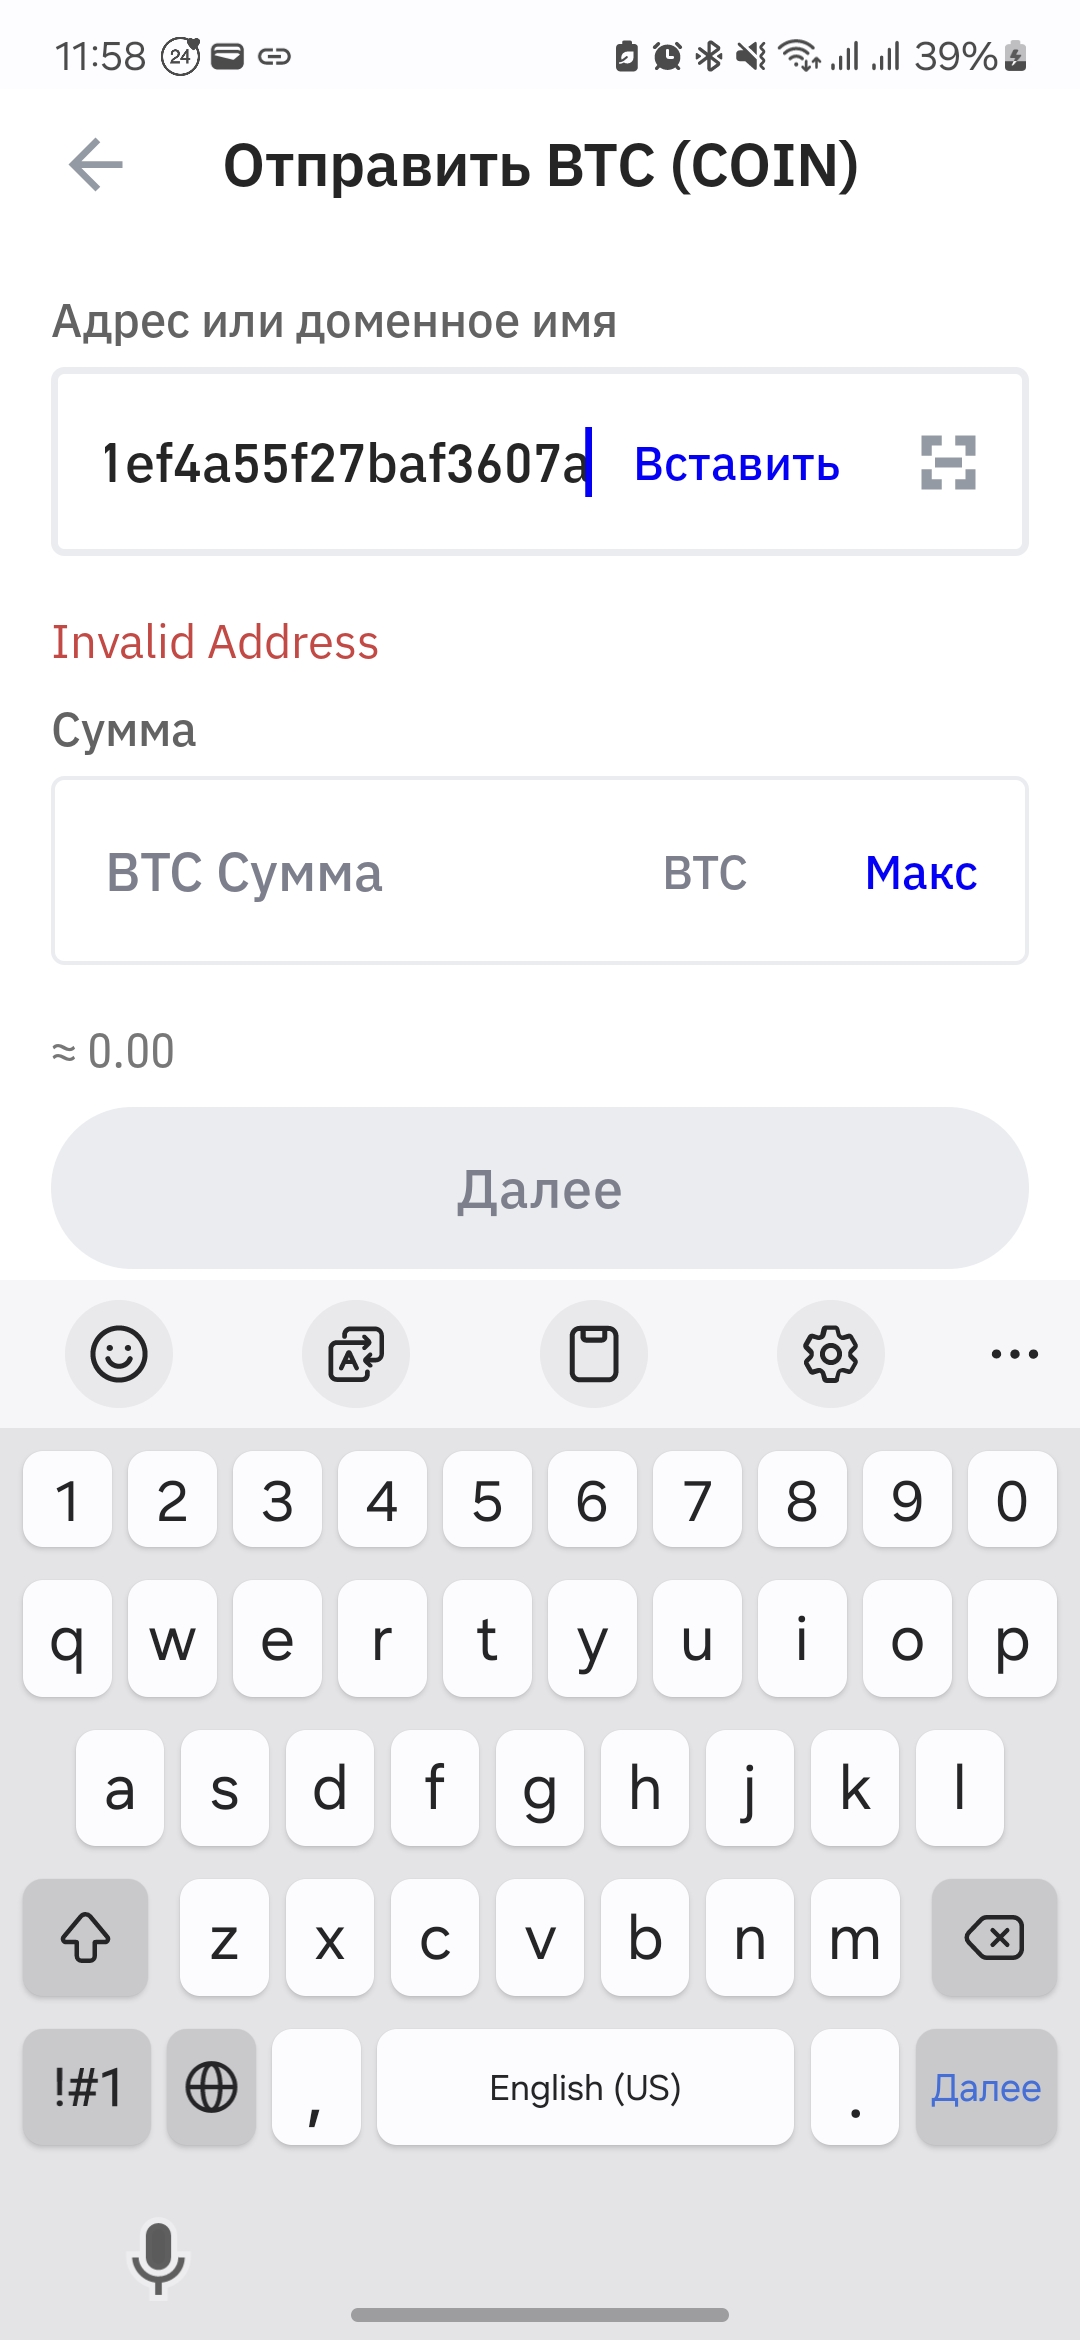 11:58 24 39%
Отправить BTC (COIN)
Адрес или доменное имя
1ef4a55f27baf3607a Вставить
Invalid Address
Сумма
BTC Сумма BTC Макс
≈ 0.00
Далее
1 2 3 4 5 6 7 8 9 0
q w e r t y u i o p
a s d f g h j k l
z x c v b n m
!#1 , English (US) . Далее